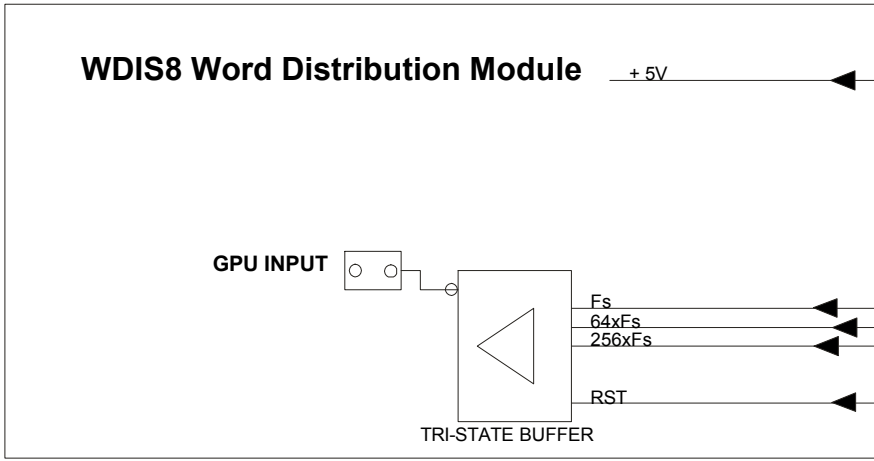 WDIS8 Word Distribution Module
+ 5V
GPU INPUT
Fs
64xFs
256xFs
RST
TRI-STATE BUFFER